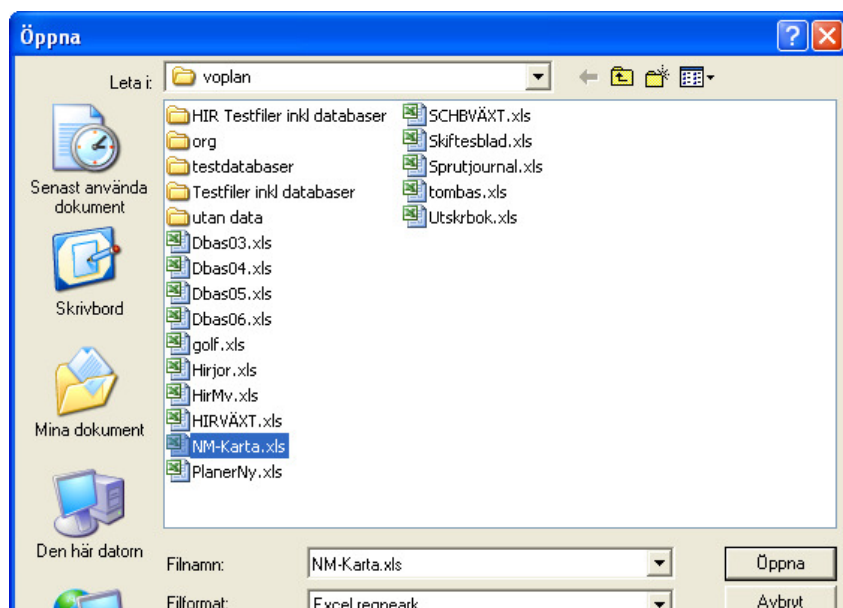 Öppna
Leta i:
voplan
Senast använda
dokument
Skrivbord
Mina dokument
Den här datorn
HIR Testfiler inkl databaser
org
testdatabaser
Testfiler inkl databaser
utan data
Dbas03.xls
Dbas04.xls
Dbas05.xls
Dbas06.xls
golf.xls
Hirjor.xls
HirMv.xls
HIRVÄXT.xls
NM-Karta.xls
PlanerNy.xls
SCHBVÄXT.xls
Skiftesblad.xls
Sprutjournal.xls
tombas.xls
Utskrbok.xls
Filnamn:
NM-Karta.xls
Öppna
Filformat:
Excel regneark
Avbryt